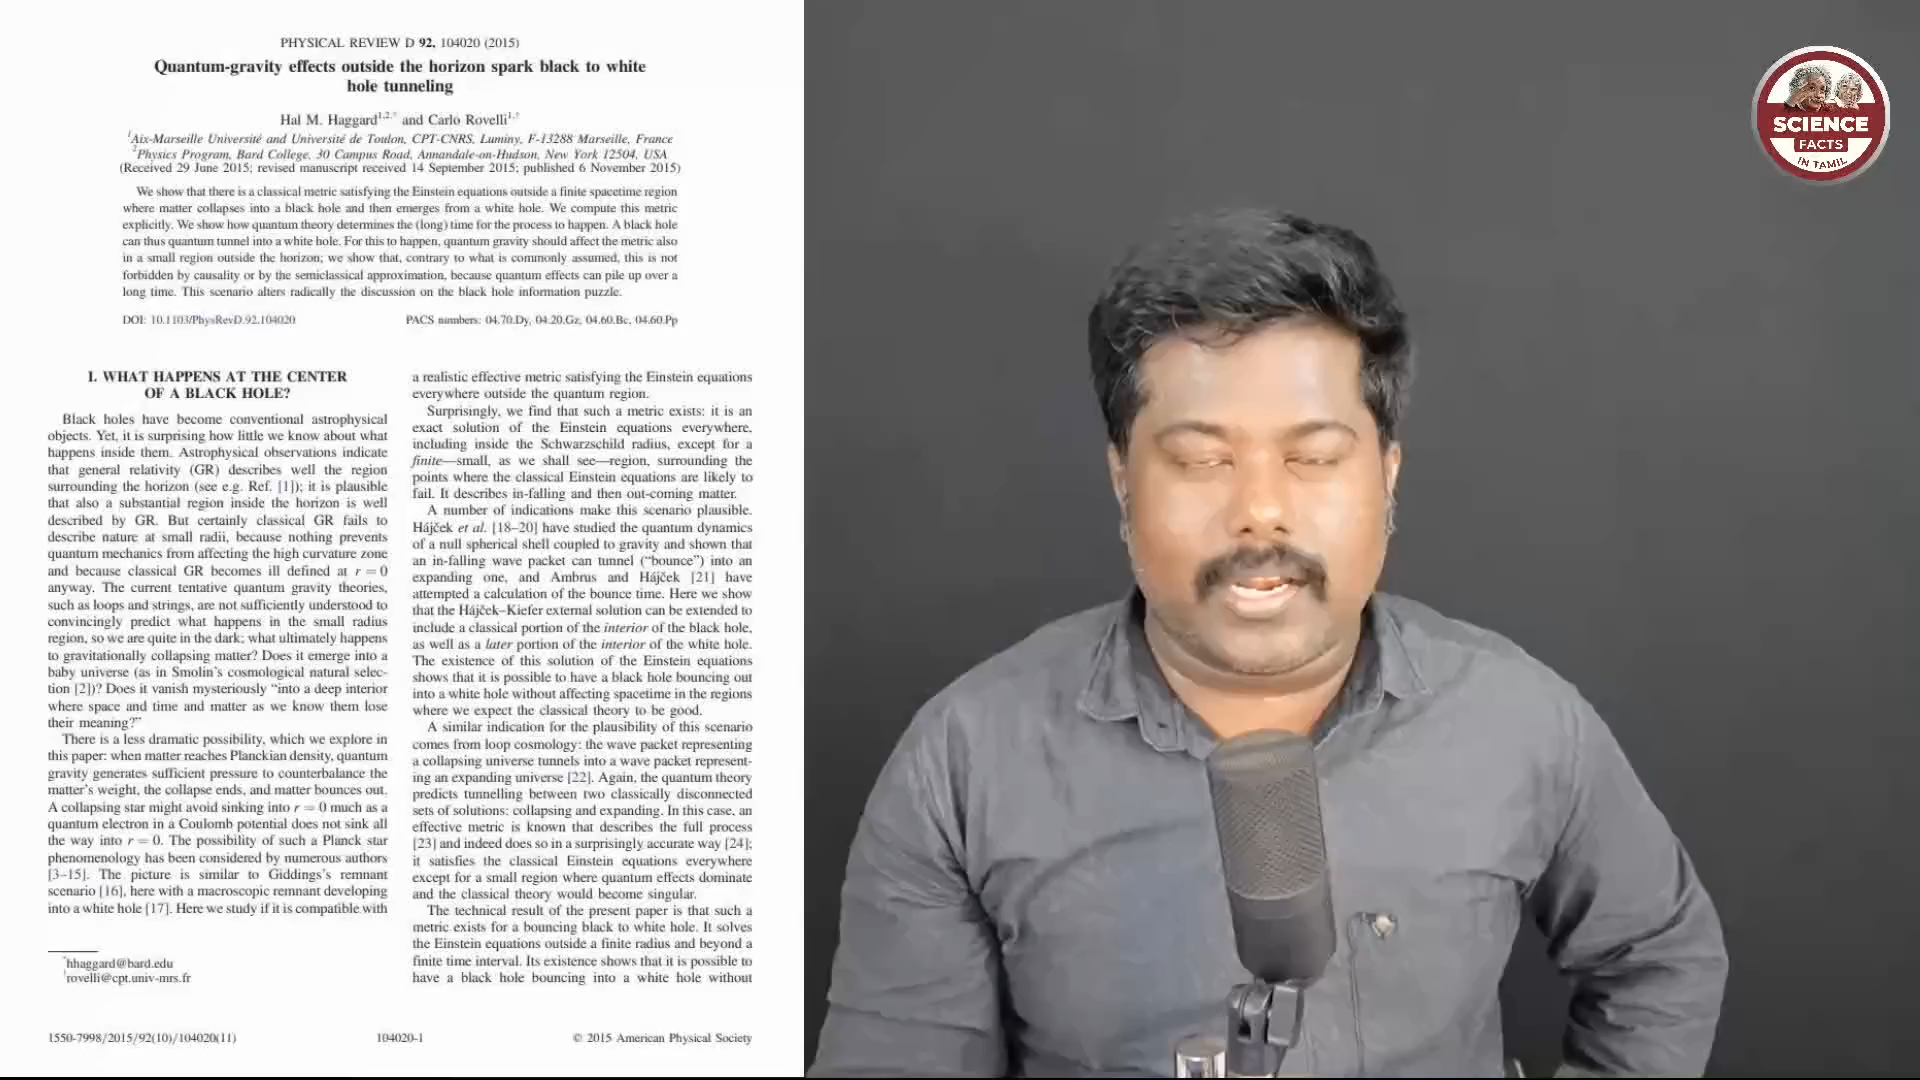 PHYSICAL REVIEW D 92, 104020 (2015)
Quantum-gravity effects outside the horizon spark black to white
hole tunneling
Hal M. Haggard1,2,* and Carlo Rovelli1,†
1Aix-Marseille Université and Université de Toulon, CPT-CNRS, Luminy, F-13288 Marseille, France
2Physics Program, Bard College, 30 Campus Road, Annandale-on-Hudson, New York 12504, USA
(Received 29 June 2015; revised manuscript received 14 September 2015; published 6 November 2015)
We show that there is a classical metric satisfying the Einstein equations outside a finite spacetime region
where matter collapses into a black hole and then emerges from a white hole. We compute this metric
explicitly. We show how quantum theory determines the (long) time for the process to happen. A black hole
can thus quantum tunnel into a white hole. For this to happen, quantum gravity should affect the metric also
in a small region outside the horizon; we show that, contrary to what is commonly assumed, this is not
forbidden by causality or by the semiclassical approximation, because quantum effects can pile up over a
long time. This scenario alters radically the discussion on the black hole information puzzle.
DOI: 10.1103/PhysRevD.92.104020
PACS numbers: 04.70.Dy, 04.20.Gz, 04.60.Bc, 04.60.Pp
I. WHAT HAPPENS AT THE CENTER
OF A BLACK HOLE?
Black holes have become conventional astrophysical
objects. Yet, it is surprising how little we know about what
happens inside them. Astrophysical observations indicate
that general relativity (GR) describes well the region
surrounding the horizon (see e.g. Ref. [1]); it is plausible
that also a substantial region inside the horizon is well
described by GR. But certainly classical GR fails to
describe nature at small radii, because nothing prevents
quantum mechanics from affecting the high curvature zone
and because classical GR becomes ill defined at r = 0
anyway. The current tentative quantum gravity theories,
such as loops and strings, are not sufficiently understood to
convincingly predict what happens in the small radius
region, so we are quite in the dark; what ultimately happens
to gravitationally collapsing matter? Does it emerge into a
baby universe (as in Smolin's cosmological natural selec-
tion [2])? Does it vanish mysteriously “into a deep interior
where space and time and matter as we know them lose
their meaning?”
There is a less dramatic possibility, which we explore in
this paper: when matter reaches Planckian density, quantum
gravity generates sufficient pressure to counterbalance the
matter's weight, the collapse ends, and matter bounces out.
A collapsing star might avoid sinking into r = 0 much as a
quantum electron in a Coulomb potential does not sink all
the way into r = 0. The possibility of such a Planck star
phenomenology has been considered by numerous authors
[3–15]. The picture is similar to Giddings's remnant
scenario [16], here with a macroscopic remnant developing
into a white hole [17]. Here we study if it is compatible with
*hhaggard@bard.edu
†rovelli@cpt.univ-mrs.fr
a realistic effective metric satisfying the Einstein equations
everywhere outside the quantum region.
Surprisingly, we find that such a metric exists: it is an
exact solution of the Einstein equations everywhere,
including inside the Schwarzschild radius, except for a
finite—small, as we shall see—region, surrounding the
points where the classical Einstein equations are likely to
fail. It describes in-falling and then out-coming matter.
A number of indications make this scenario plausible.
Hájček et al. [18–20] have studied the quantum dynamics
of a null spherical shell coupled to gravity and shown that
an in-falling wave packet can tunnel (“bounce”) into an
expanding one, and Ambrus and Hájček [21] have
attempted a calculation of the bounce time. Here we show
that the Hájček–Kiefer external solution can be extended to
include a classical portion of the interior of the black hole,
as well as a later portion of the interior of the white hole.
The existence of this solution of the Einstein equations
shows that it is possible to have a black hole bouncing out
into a white hole without affecting spacetime in the regions
where we expect the classical theory to be good.
A similar indication for the plausibility of this scenario
comes from loop cosmology: the wave packet representing
a collapsing universe tunnels into a wave packet represent-
ing an expanding universe [22]. Again, the quantum theory
predicts tunnelling between two classically disconnected
sets of solutions: collapsing and expanding. In this case, an
effective metric is known that describes the full process
[23] and indeed does so in a surprisingly accurate way [24];
it satisfies the classical Einstein equations everywhere
except for a small region where quantum effects dominate
and the classical theory would become singular.
The technical result of the present paper is that such a
metric exists for a bouncing black to white hole. It solves
the Einstein equations outside a finite radius and beyond a
finite time interval. Its existence shows that it is possible to
have a black hole bouncing into a white hole without
1550-7998/2015/92(10)/104020(11)
104020-1
© 2015 American Physical Society
SCIENCE
FACTS
IN TAMIL